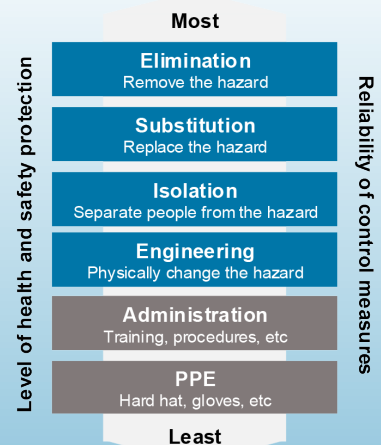 Most
Level of health and safety protection
Elimination
Remove the hazard
Substitution
Replace the hazard
Isolation
Separate people from the hazard
Engineering
Physically change the hazard
Administration
Training, procedures, etc
PPE
Hard hat, gloves, etc
Reliability of control measures
Least